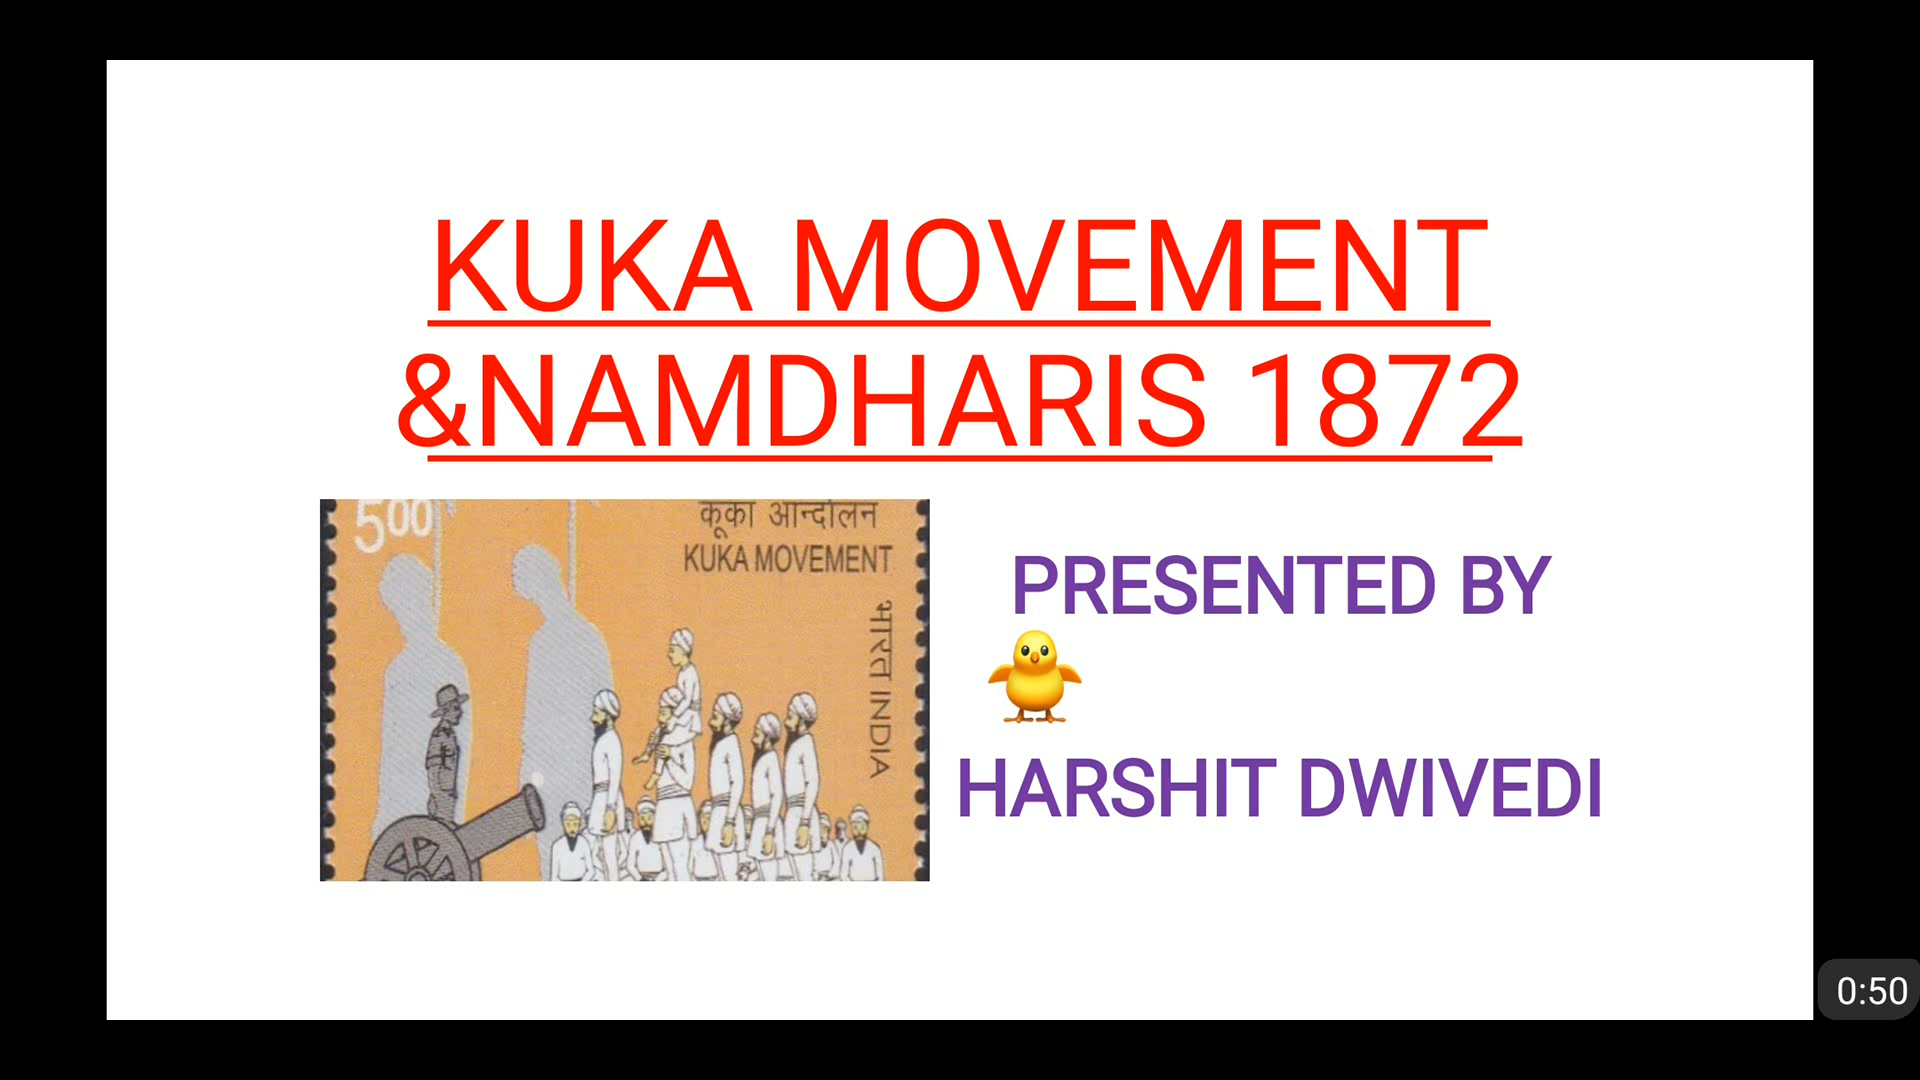 KUKA MOVEMENT
&NAMDHARIS 1872
500
कूका आन्दोलन
KUKA MOVEMENT
भारत INDIA
PRESENTED BY
🐥
HARSHIT DWIVEDI
0:50